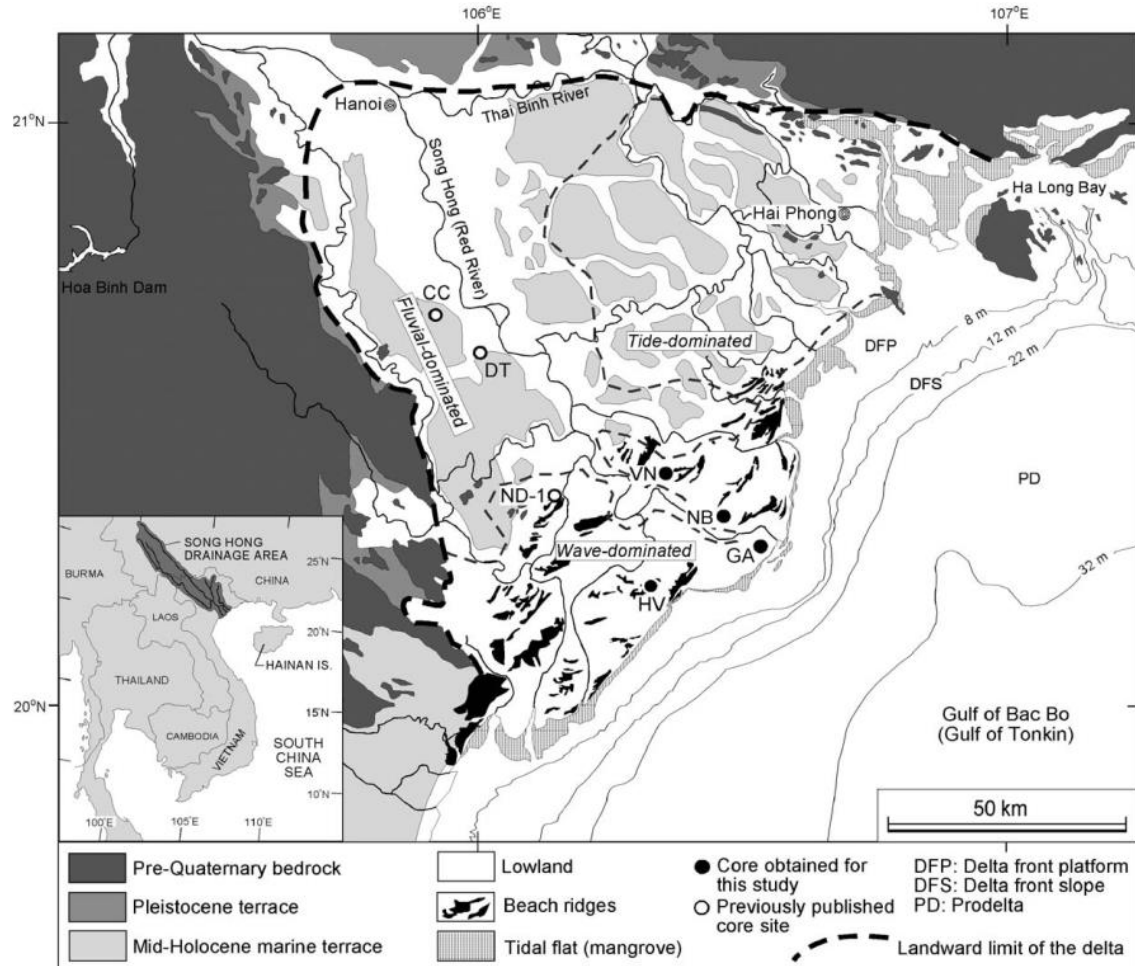 106°E
107°E
21°N
20°N
Hanoi
Thai Binh River
Song Hong (Red River)
Ha Long Bay
Hai Phong
Hoa Binh Dam
CC
DT
Fluvial-dominated
Tide-dominated
8 m
12 m
22 m
DFP
DFS
PD
VN
ND-1
NB
GA
Wave-dominated
HV
32 m
Gulf of Bac Bo
(Gulf of Tonkin)
50 km
SONG HONG
DRAINAGE AREA
BURMA
CHINA
25°N
LAOS
20°N
HAINAN IS.
THAILAND
15°N
CAMBODIA
VIETNAM
SOUTH
CHINA
SEA
10°N
100°E
105°E
110°E
Pre-Quaternary bedrock
Pleistocene terrace
Mid-Holocene marine terrace
Lowland
Beach ridges
Tidal flat (mangrove)
Core obtained for
this study
Previously published
core site
DFP: Delta front platform
DFS: Delta front slope
PD: Prodelta
Landward limit of the delta